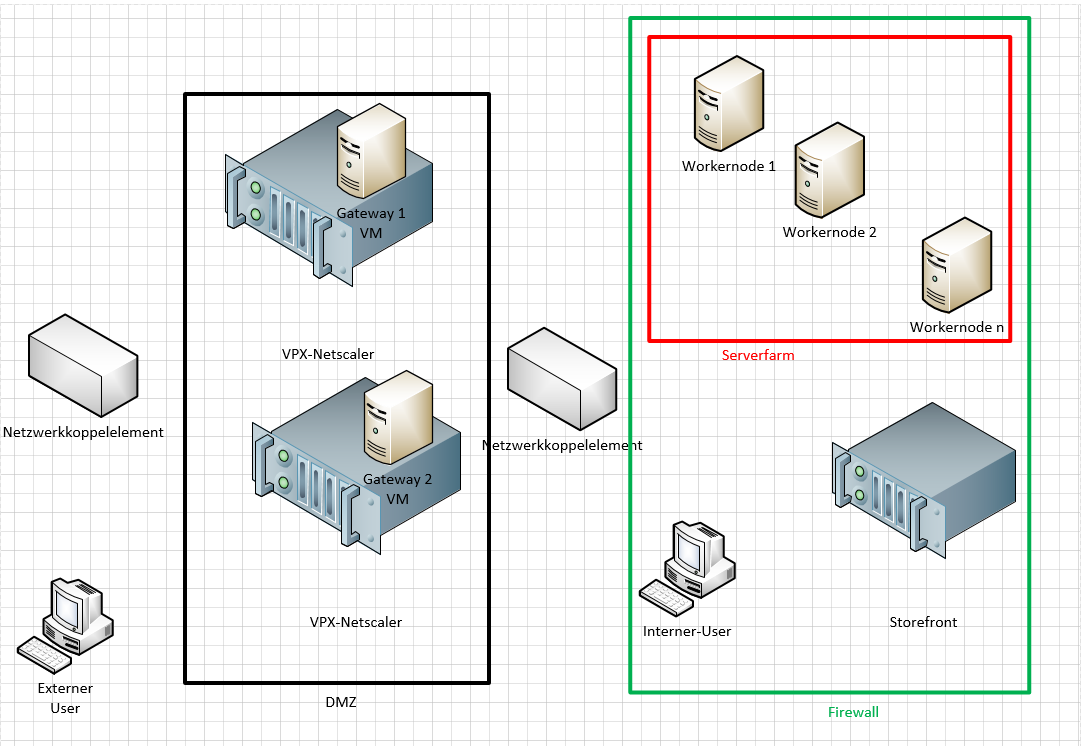 Workernode 1
Workernode 2
Workernode n
Serverfarm
Gateway 1
VM
VPX-Netscaler
Netzwerkkoppelelement
Netzwerkkoppelelement
Gateway 2
VM
VPX-Netscaler
Interner-User
Storefront
Externer
User
DMZ
Firewall